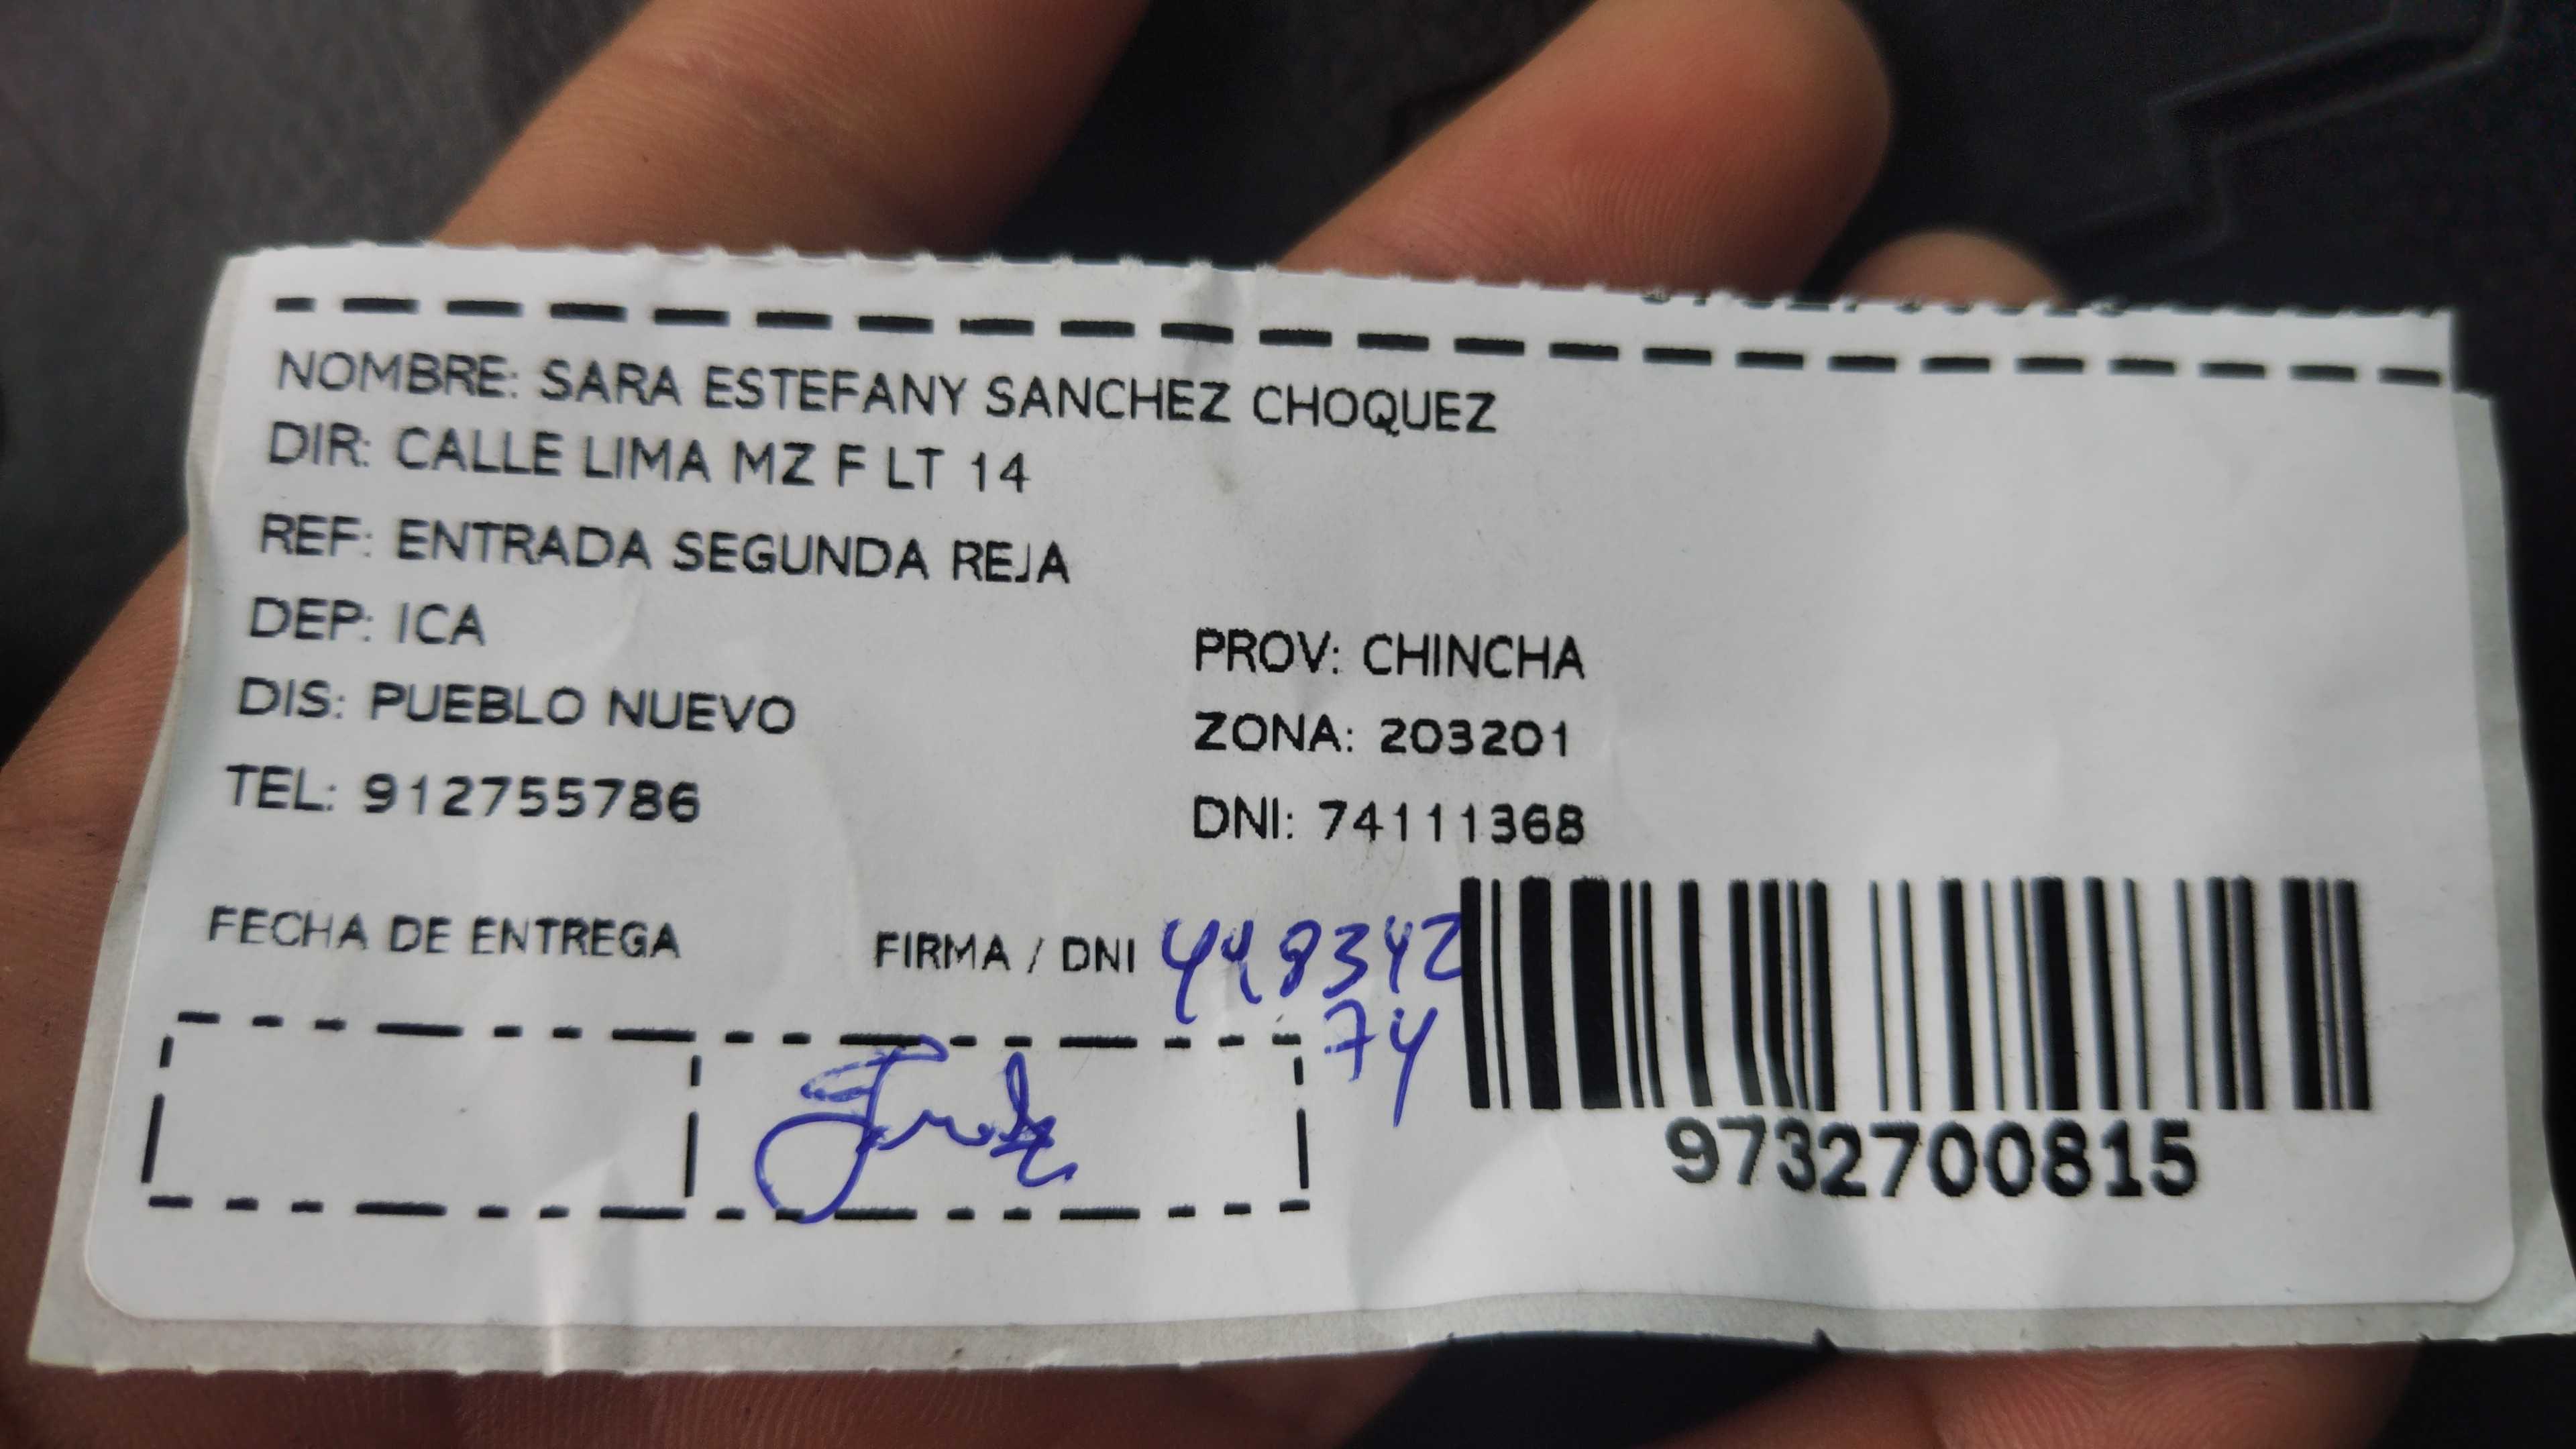 NOMBRE: SARA ESTEFANY SANCHEZ CHOQUEZ
DIR: CALLE LIMA MZ F LT 14
REF: ENTRADA SEGUNDA REJA
DEP: ICA
PROV: CHINCHA
DIS: PUEBLO NUEVO
ZONA: 203201
TEL: 912755786
DNI: 74111368
FECHA DE ENTREGA
FIRMA / DNI 448342
74
9732700815